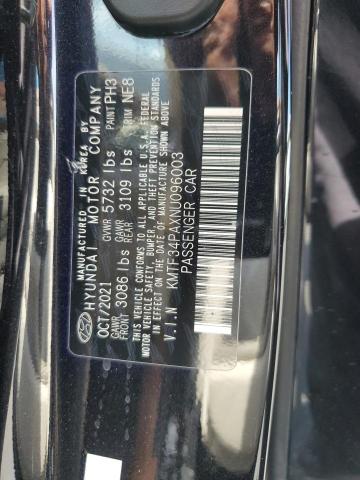 MANUFACTURED IN KOREA BY
HYUNDAI MOTOR COMPANY
OCT/2021 GVWR 5732 lbs PAINT PH3
GAWR FRONT 3086 lbs GAWR REAR 3109 lbs TRIM NE8
THIS VEHICLE CONFORMS TO ALL APPLICABLE U.S. FEDERAL
MOTOR VEHICLE SAFETY, BUMPER, AND THEFT PREVENTION STANDARDS
IN EFFECT ON THE DATE OF MANUFACTURE SHOWN ABOVE
V.I.N KMTF34PAXNU096003
PASSENGER CAR